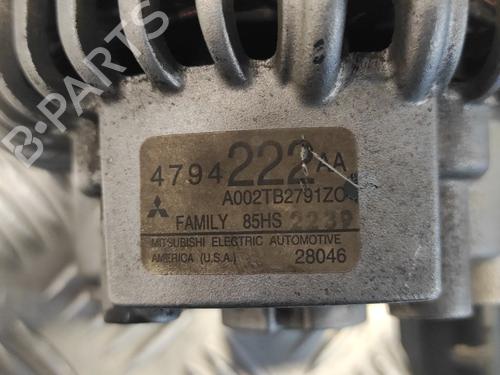 B-PARTS
4794222AA
A002TB2791ZC
FAMILY 85HS 2239
MITSUBISHI ELECTRIC AUTOMOTIVE
AMERICA (U.S.A.) 28046